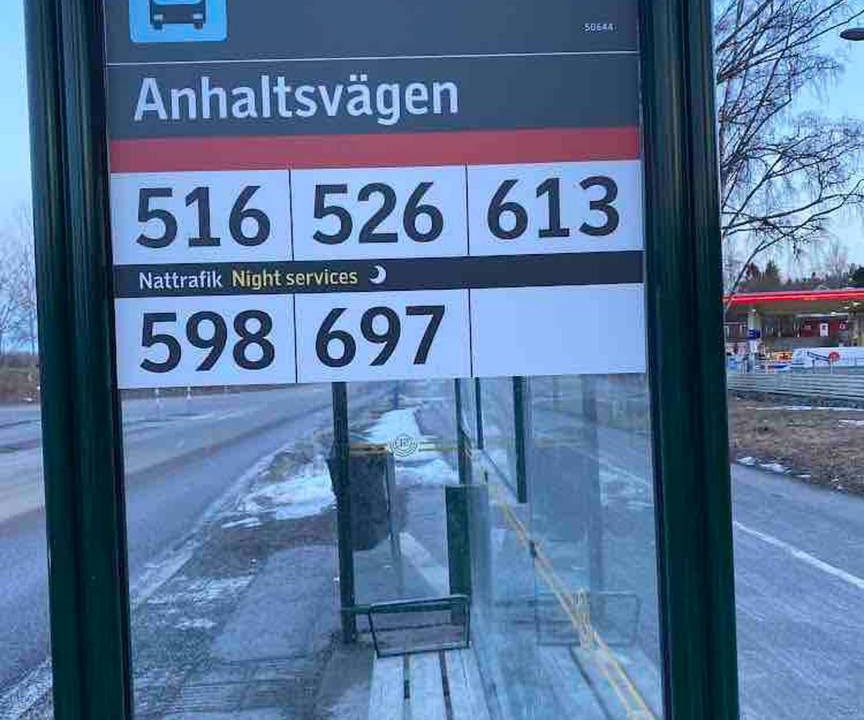 50644
Anhaltsvägen
516 526 613
Nattrafik Night services
598 697